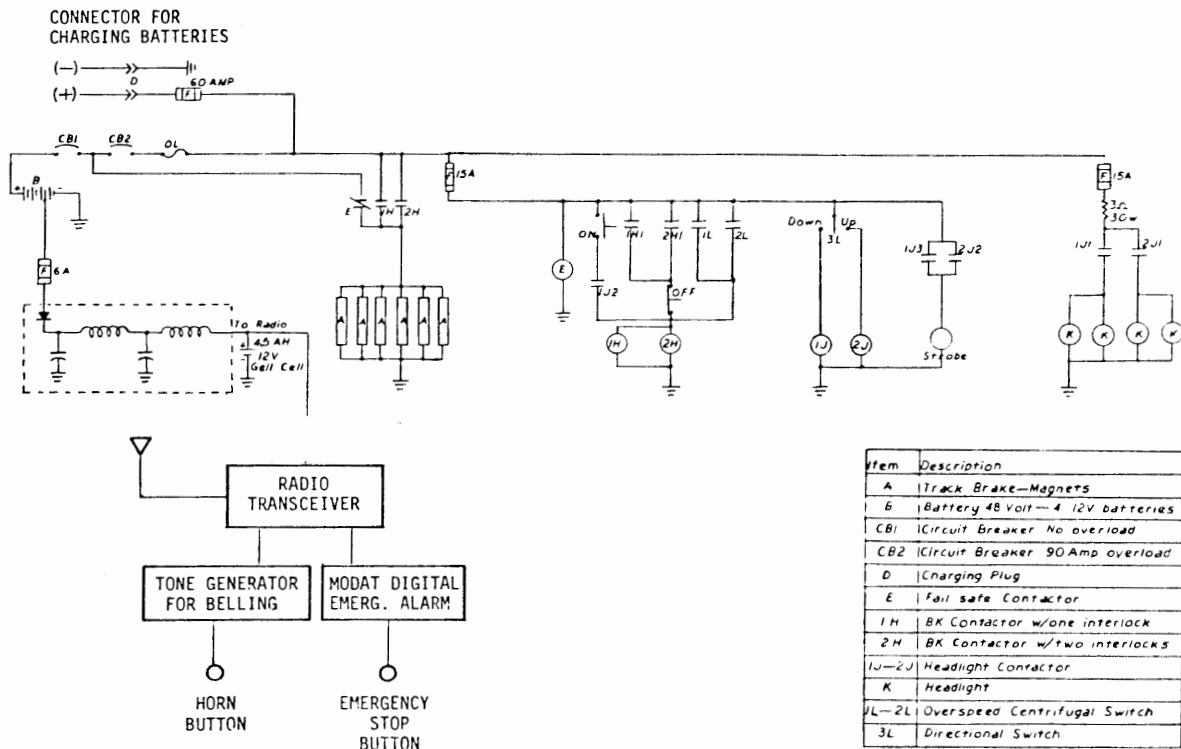 CONNECTOR FOR
CHARGING BATTERIES
(-)
D
60 AMP
(+)
F
CB1
CB2
OL
B
+
-
F
6A
To Radio
+ 4.5 AH
- 12V
Gell Cell
E
1H
2H
A A A A A A
F
15A
E
ON
1H1
2H1
1L
2L
1J2
OFF
1H
2H
Down
Up
3L
1J
2J
1J3
2J2
Strobe
F
15A
3Ω
30w
1J1
2J1
K K K K
RADIO
TRANSCEIVER
TONE GENERATOR
FOR BELLING
MODAT DIGITAL
EMERG. ALARM
HORN
BUTTON
EMERGENCY
STOP
BUTTON
Item Description
A Track Brake—Magnets
B Battery 48 Volt — 4 12V batteries
CB1 Circuit Breaker No overload
CB2 Circuit Breaker 90 Amp overload
D Charging Plug
E Fail safe Contactor
1H BK Contactor w/one interlock
2H BK Contactor w/two interlocks
1J—2J Headlight Contactor
K Headlight
1L—2L Overspeed Centrifugal Switch
3L Directional Switch